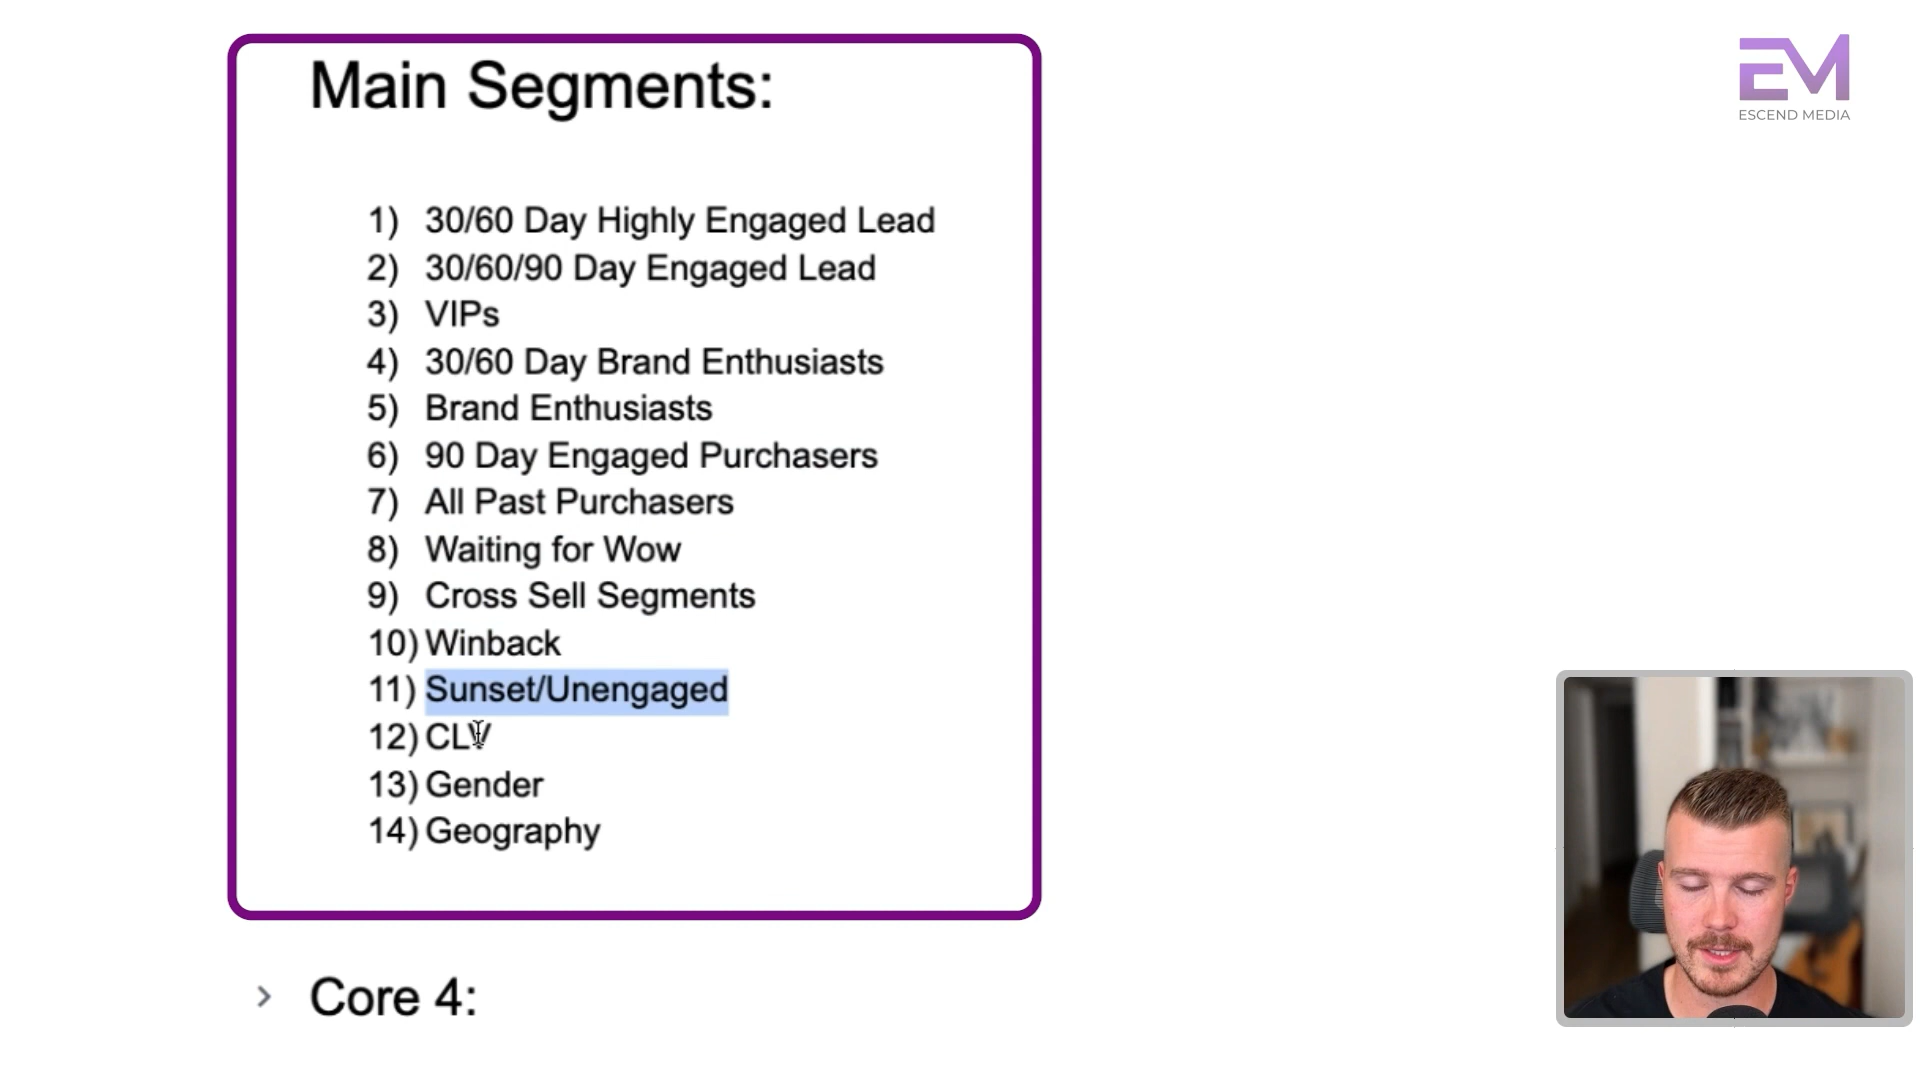 Main Segments:
1) 30/60 Day Highly Engaged Lead
2) 30/60/90 Day Engaged Lead
3) VIPs
4) 30/60 Day Brand Enthusiasts
5) Brand Enthusiasts
6) 90 Day Engaged Purchasers
7) All Past Purchasers
8) Waiting for Wow
9) Cross Sell Segments
10) Winback
11) Sunset/Unengaged
12) CLV
13) Gender
14) Geography
Core 4:
EM
ESCEND MEDIA